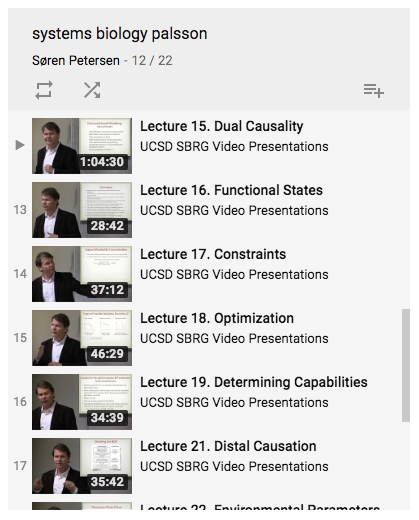 systems biology palsson
Søren Petersen - 12 / 22
Lecture 15. Dual Causality
UCSD SBRG Video Presentations
1:04:30
13
Lecture 16. Functional States
UCSD SBRG Video Presentations
28:42
14
Lecture 17. Constraints
UCSD SBRG Video Presentations
37:12
15
Lecture 18. Optimization
UCSD SBRG Video Presentations
46:29
16
Lecture 19. Determining Capabilities
UCSD SBRG Video Presentations
34:39
17
Lecture 21. Distal Causation
UCSD SBRG Video Presentations
35:42
Lecture 22. Environmental Parameters